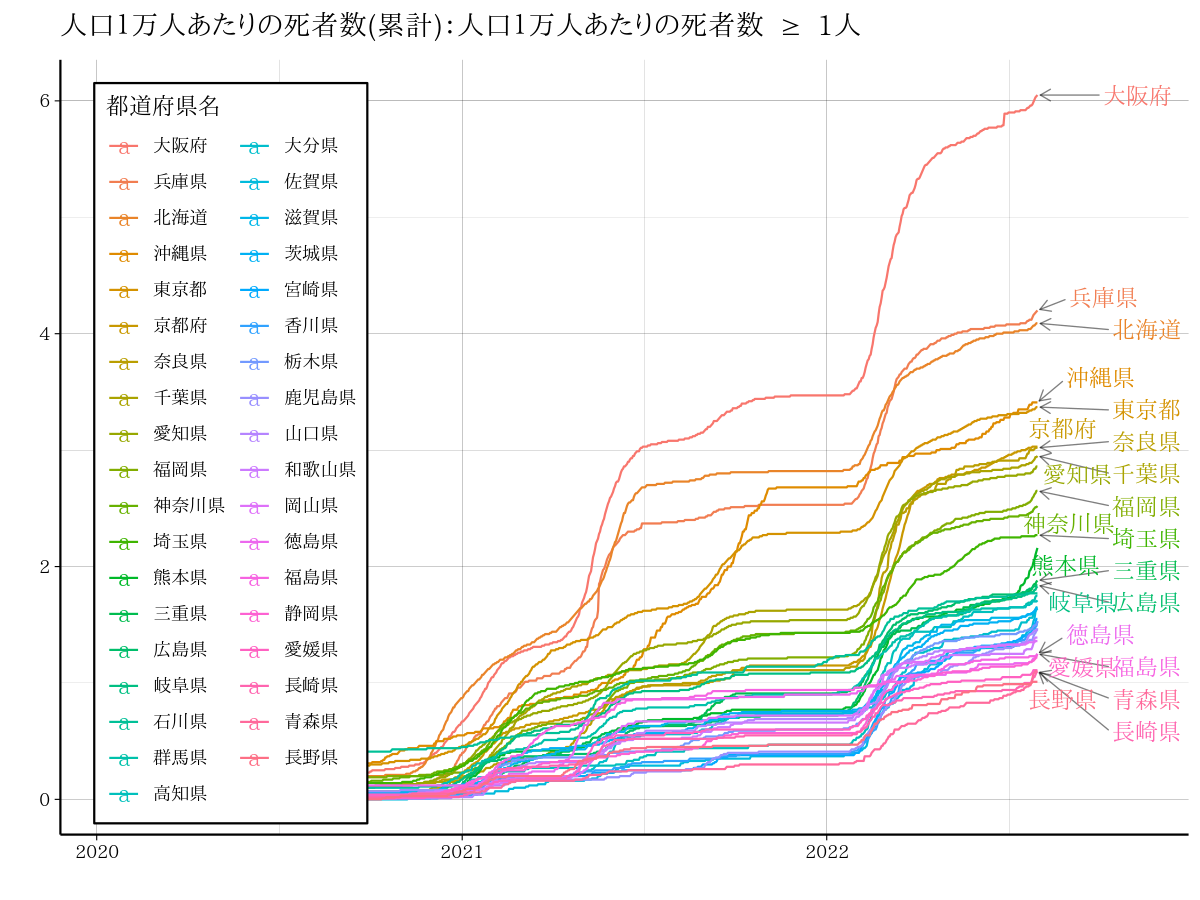 人口1万人あたりの死者数(累計)：人口1万人あたりの死者数 ≥ 1人
6
4
2
0
2020
2021
2022
都道府県名
a 大阪府
a 兵庫県
a 北海道
a 沖縄県
a 東京都
a 京都府
a 奈良県
a 千葉県
a 愛知県
a 福岡県
a 神奈川県
a 埼玉県
a 熊本県
a 三重県
a 広島県
a 岐阜県
a 石川県
a 群馬県
a 高知県
a 大分県
a 佐賀県
a 滋賀県
a 茨城県
a 宮崎県
a 香川県
a 栃木県
a 鹿児島県
a 山口県
a 和歌山県
a 岡山県
a 徳島県
a 福島県
a 静岡県
a 愛媛県
a 長崎県
a 青森県
a 長野県
大阪府
兵庫県
北海道
沖縄県
東京都
京都府
奈良県
愛知県
千葉県
福岡県
神奈川県
埼玉県
熊本県
三重県
岐阜県
広島県
徳島県
愛媛県
福島県
長野県
青森県
長崎県